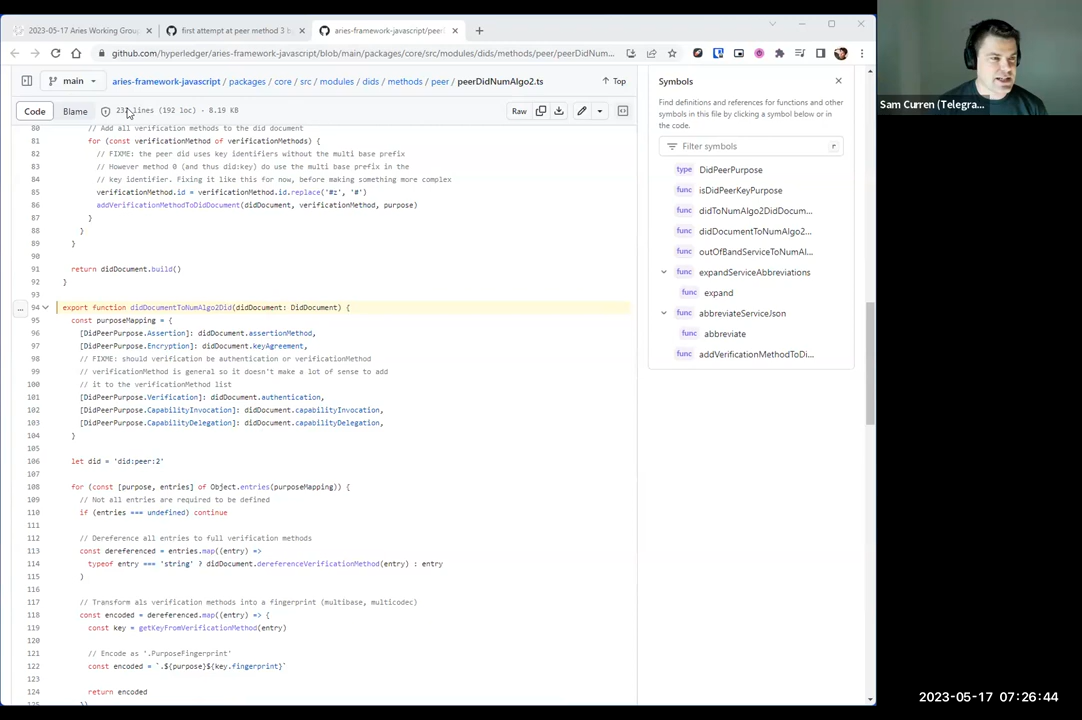 2023-05-17 Aries Working Grou
first attempt at peer method 3 b
aries-framework-javascript/peer
github.com/hyperledger/aries-framework-javascript/blob/main/packages/core/src/modules/dids/methods/peer/peerDidNum...
main
aries-framework-javascript / packages / core / src / modules / dids / methods / peer / peerDidNumAlgo2.ts
Top
Code
Blame
lines (192 loc) · 8.19 KB
Raw
80 // Add all verification methods to the did document
81 for (const verificationMethod of verificationMethods) {
82 // FIXME: the peer did uses key identifiers without the multi base prefix
83 // However method 0 (and thus did:key) do use the multi base prefix in the
84 // key identifier. Fixing it like this for now, before making something more complex
85 verificationMethod.id = verificationMethod.id.replace('#z', '#')
86 addVerificationMethodToDidDocument(didDocument, verificationMethod, purpose)
87 }
88 }
89 }
90
91 return didDocument.build()
92 }
93
94 export function didDocumentToNumAlgo2Did(didDocument: DidDocument) {
95 const purposeMapping = {
96 [DidPeerPurpose.Assertion]: didDocument.assertionMethod,
97 [DidPeerPurpose.Encryption]: didDocument.keyAgreement,
98 // FIXME: should verification be authentication or verificationMethod
99 // verificationMethod is general so it doesn't make a lot of sense to add
100 // it to the verificationMethod list
101 [DidPeerPurpose.Verification]: didDocument.authentication,
102 [DidPeerPurpose.CapabilityInvocation]: didDocument.capabilityInvocation,
103 [DidPeerPurpose.CapabilityDelegation]: didDocument.capabilityDelegation,
104 }
105
106 let did = 'did:peer:2'
107
108 for (const [purpose, entries] of Object.entries(purposeMapping)) {
109 // Not all entries are required to be defined
110 if (entries === undefined) continue
111
112 // Dereference all entries to full verification methods
113 const dereferenced = entries.map((entry) =>
114 typeof entry === 'string' ? didDocument.dereferenceVerificationMethod(entry) : entry
115 )
116
117 // Transform als verification methods into a fingerprint (multibase, multicodec)
118 const encoded = dereferenced.map((entry) => {
119 const key = getKeyFromVerificationMethod(entry)
120
121 // Encode as '.PurposeFingerprint'
122 const encoded = `.${purpose}${key.fingerprint}`
123
124 return encoded
125 })
Symbols
Find definitions and references for functions and other
symbols in this file by clicking a symbol below or in
the code.
Filter symbols
r
type DidPeerPurpose
func isDidPeerKeyPurpose
func didToNumAlgo2DidDocum...
func didDocumentToNumAlgo2...
func outOfBandServiceToNumAl...
func expandServiceAbbreviations
func expand
func abbreviateServiceJson
func abbreviate
func addVerificationMethodToDi...
Sam Curren (Telegra...
2023-05-17 07:26:44